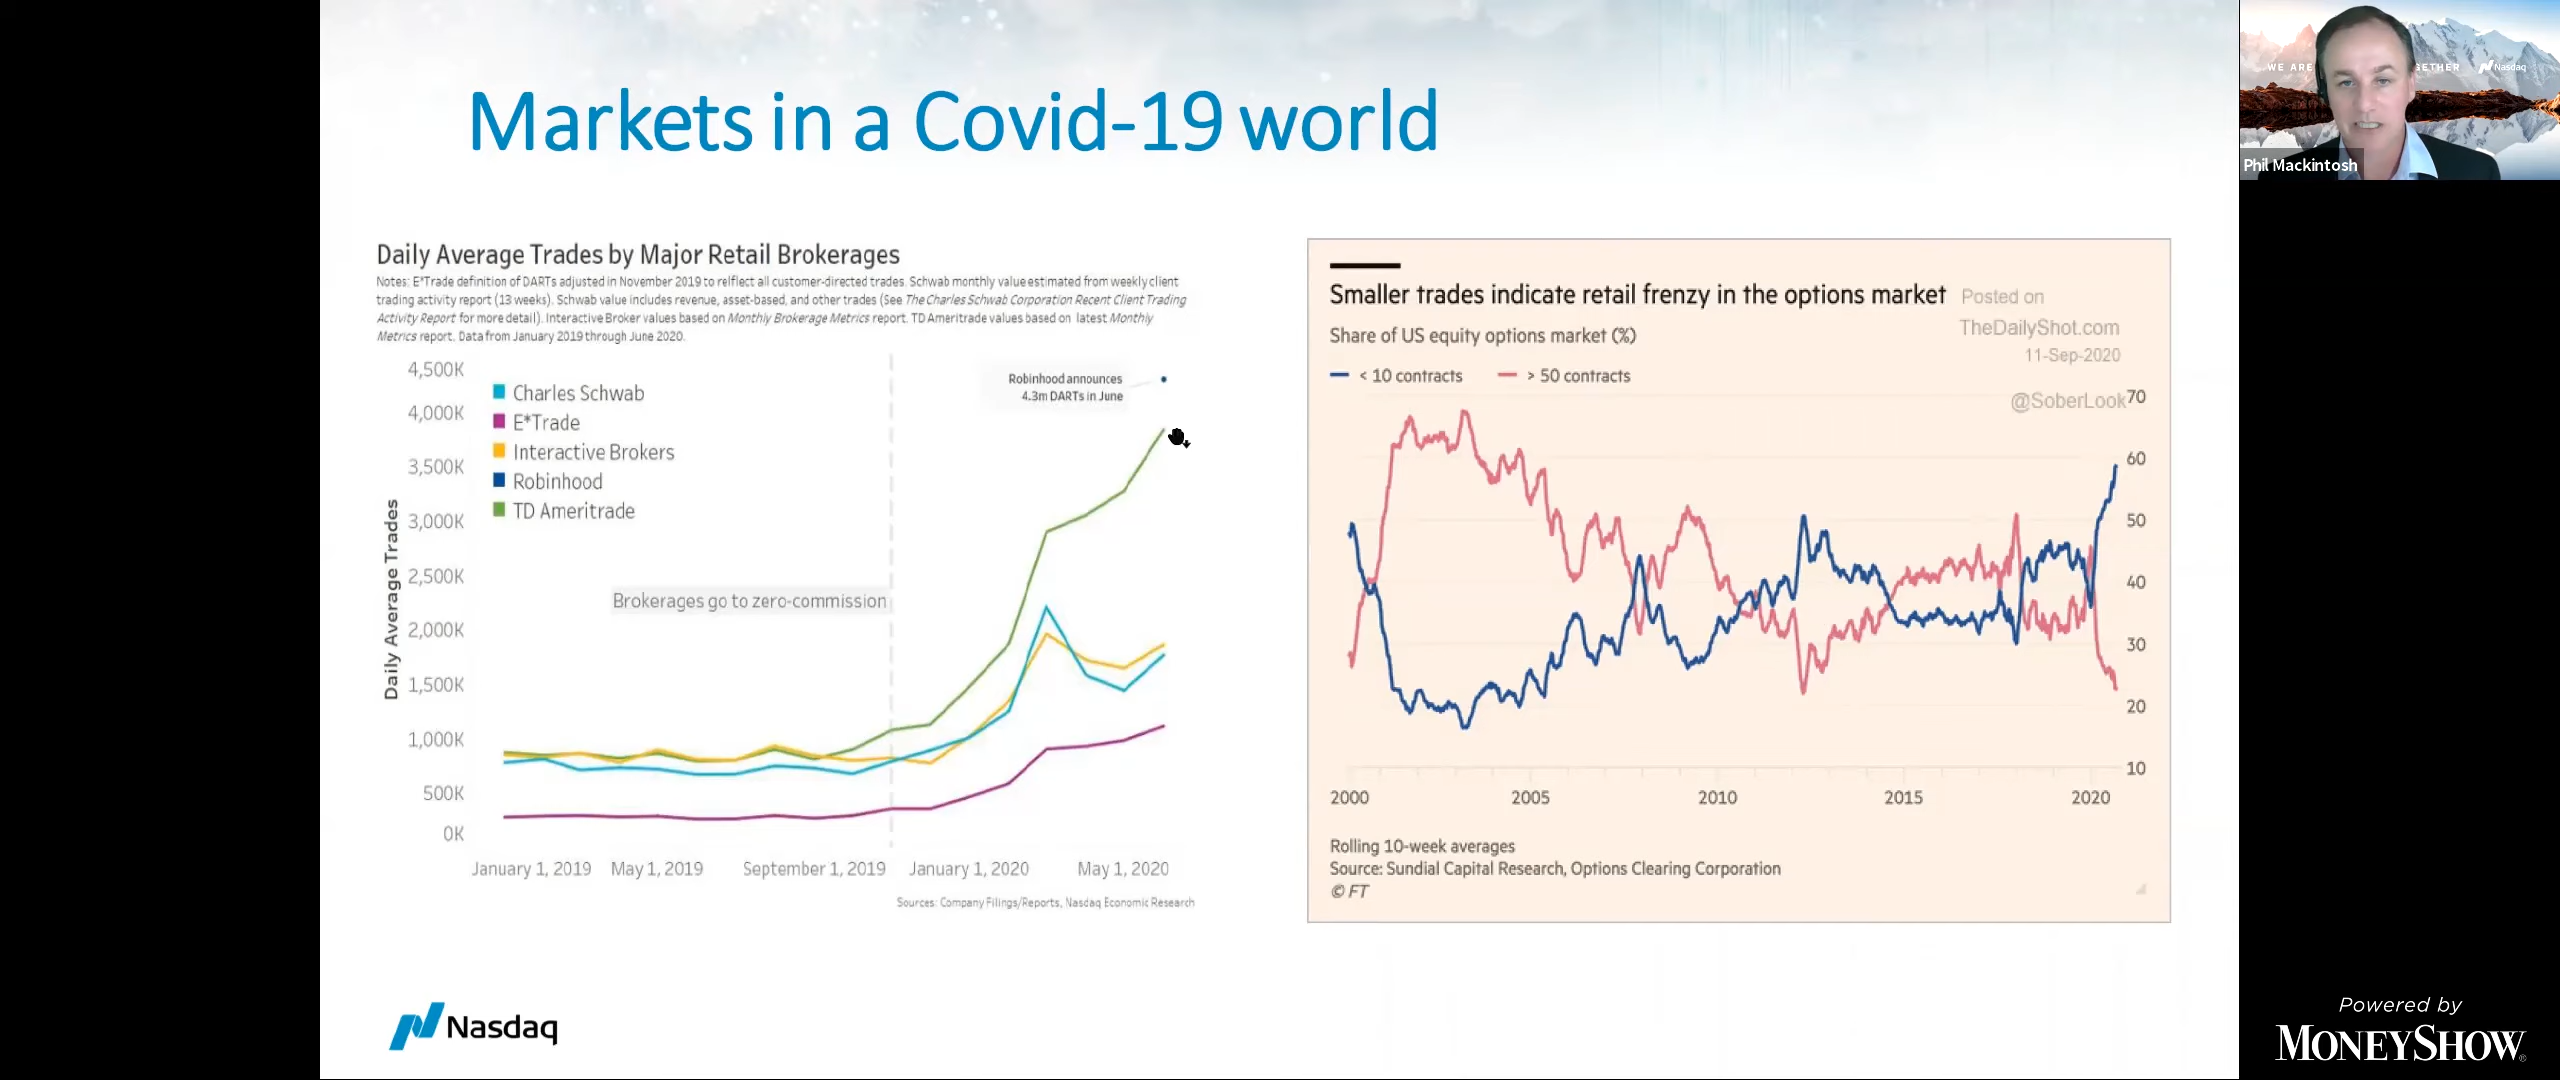 Markets in a Covid-19 world
Daily Average Trades by Major Retail Brokerages
Notes: E*Trade definition of DARTs adjusted in November 2019 to relflect all customer-directed trades. Schwab monthly value estimated from weekly client
trading activity report (13 weeks). Schwab value includes revenue, asset-based, and other trades (See The Charles Schwab Corporation Recent Client Trading
Activity Report for more detail). Interactive Broker values based on Monthly Brokerage Metrics report. TD Ameritrade values based on latest Monthly
Metrics report. Data from January 2019 through June 2020.
4,500K
4,000K
3,500K
3,000K
2,500K
2,000K
1,500K
1,000K
500K
0K
Daily Average Trades
Charles Schwab
E*Trade
Interactive Brokers
Robinhood
TD Ameritrade
Robinhood announces
4.3m DARTs in June
Brokerages go to zero-commission
January 1, 2019 May 1, 2019 September 1, 2019 January 1, 2020 May 1, 2020
Sources: Company Filings/Reports, Nasdaq Economic Research
Smaller trades indicate retail frenzy in the options market
Posted on
TheDailyShot.com
11-Sep-2020
@SoberLook
Share of US equity options market (%)
< 10 contracts > 50 contracts
70
60
50
40
30
20
10
2000 2005 2010 2015 2020
Rolling 10-week averages
Source: Sundial Capital Research, Options Clearing Corporation
© FT
Nasdaq
WE ARE GETHER Nasdaq
Phil Mackintosh
Powered by
MONEYSHOW®